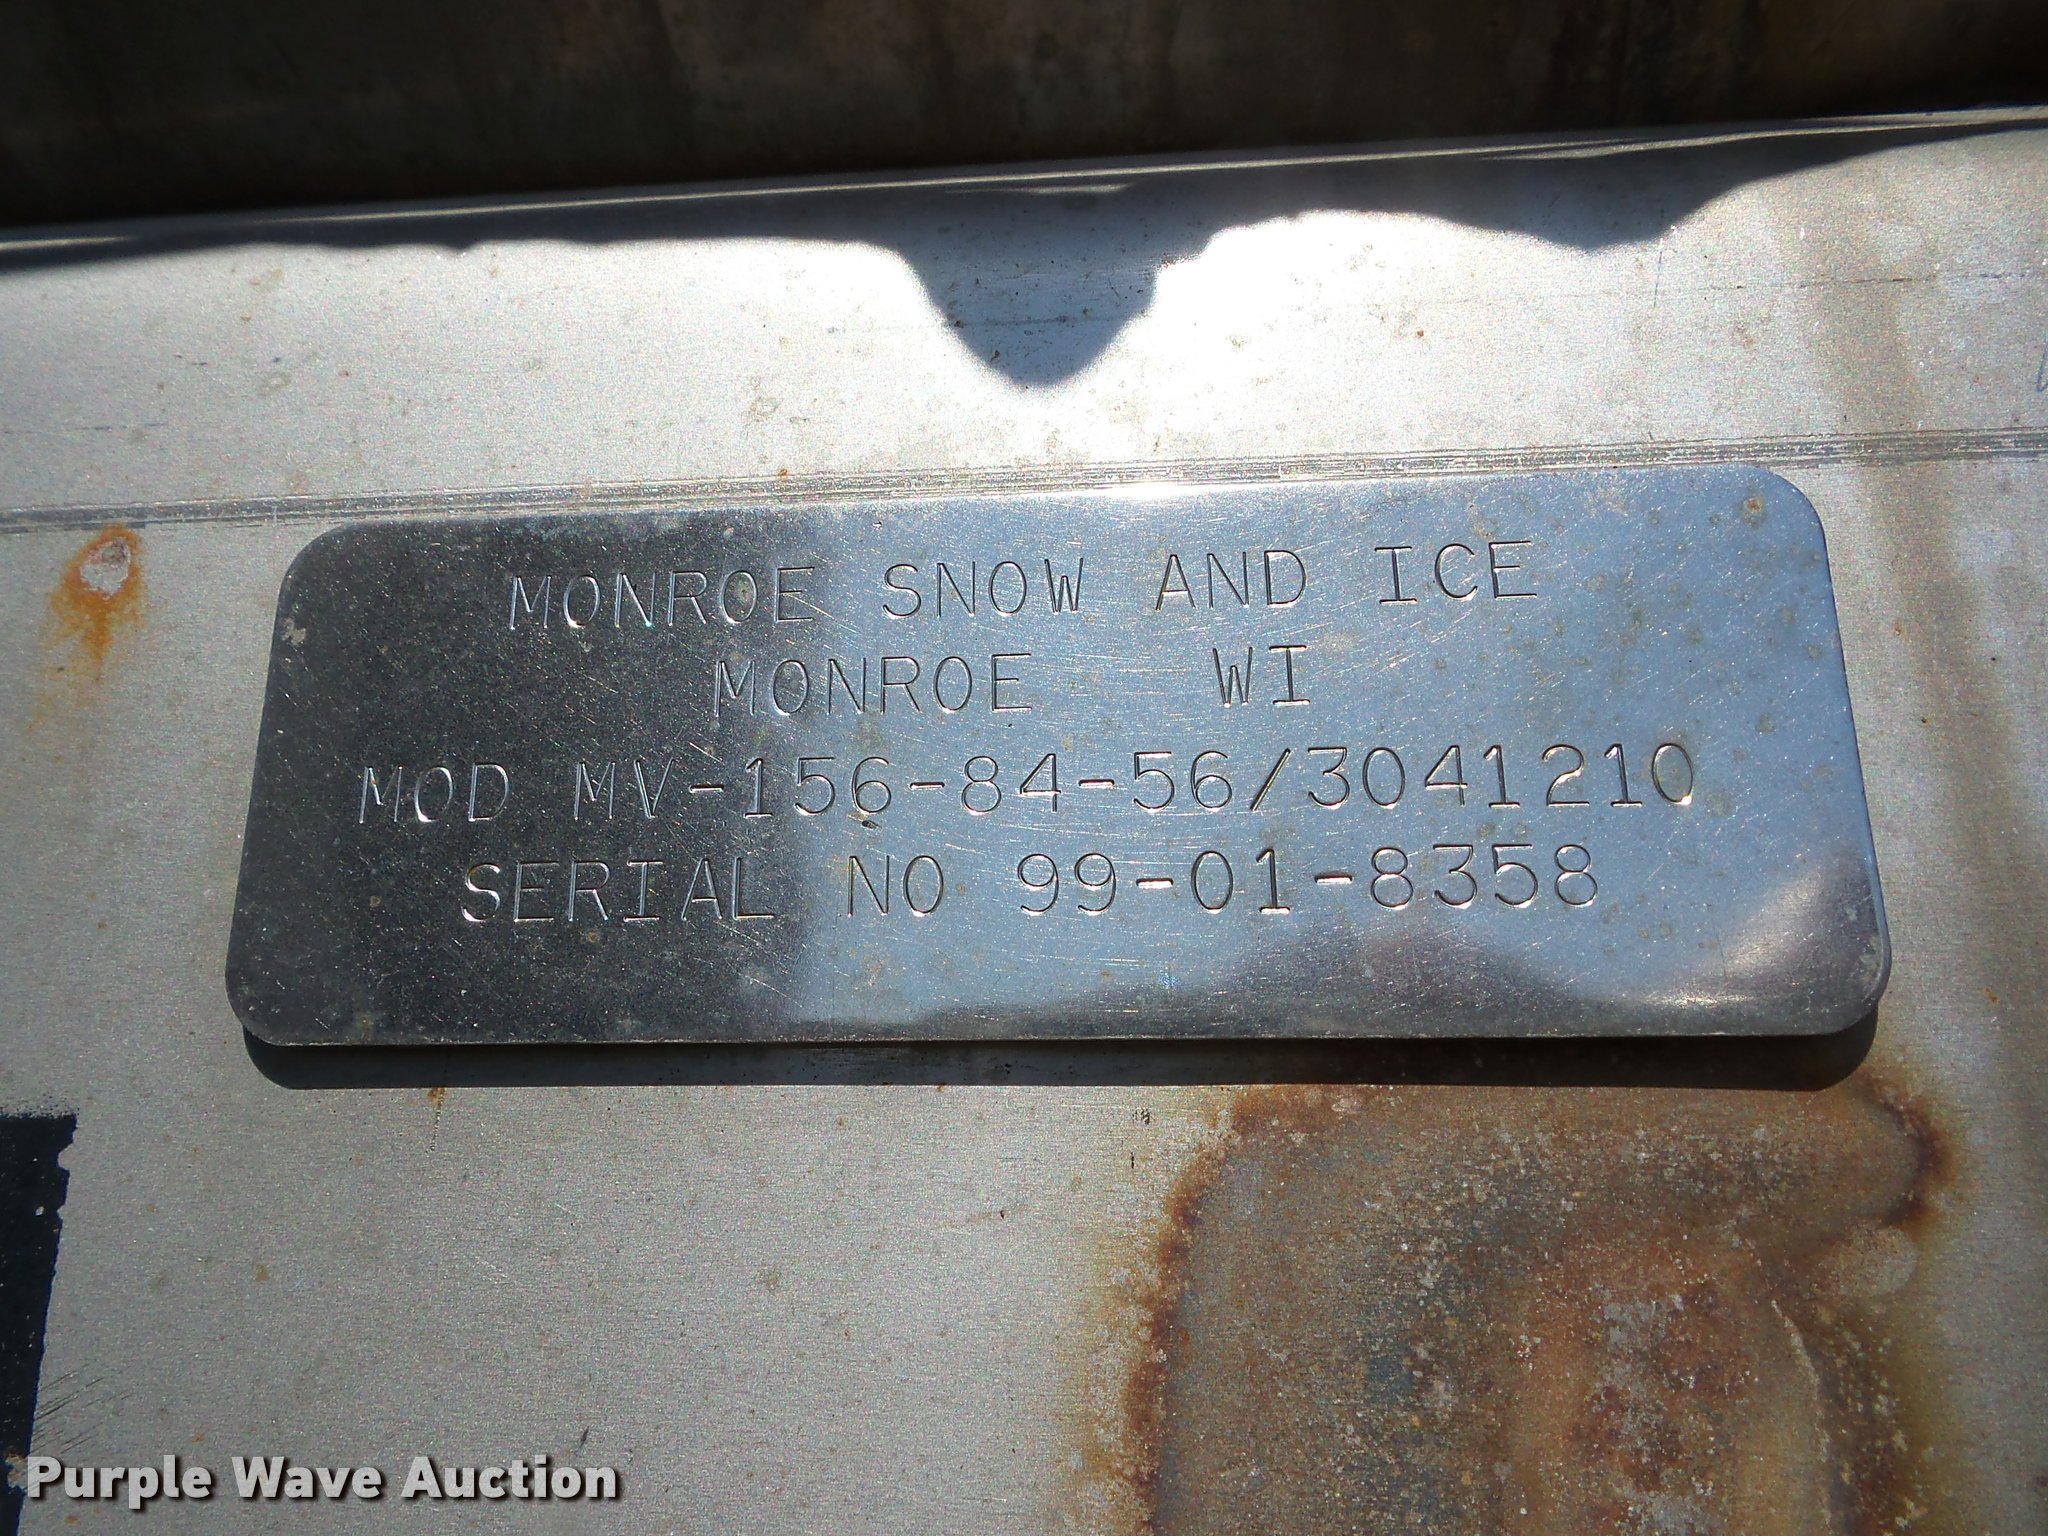 MONROE SNOW AND ICE
MONROE WI
MOD MV-156-84-56/3041210
SERIAL NO 99-01-8358
Purple Wave Auction